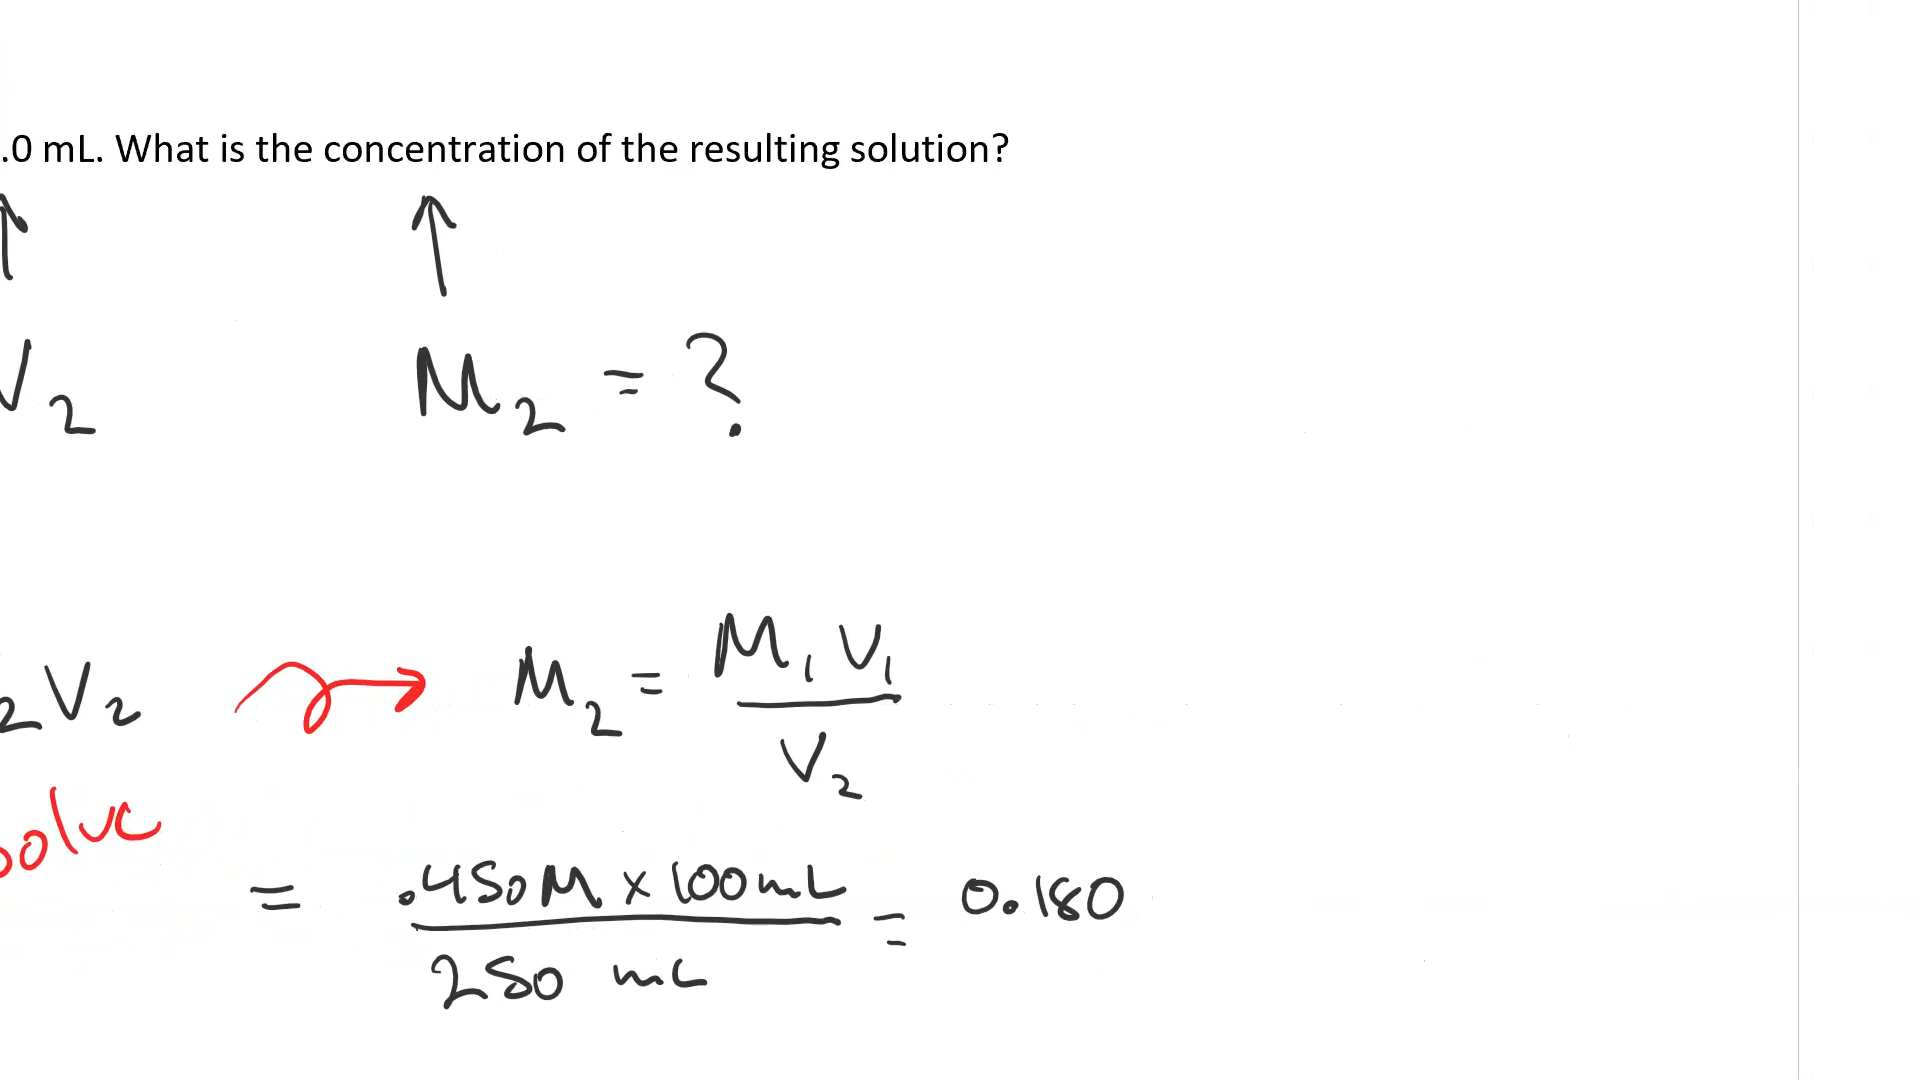 .0 mL. What is the concentration of the resulting solution?
V₂ M₂ = ?
₂V₂ M₂ = M₁V₁
V₂
= .450M x 100mL = 0.180
250 mL